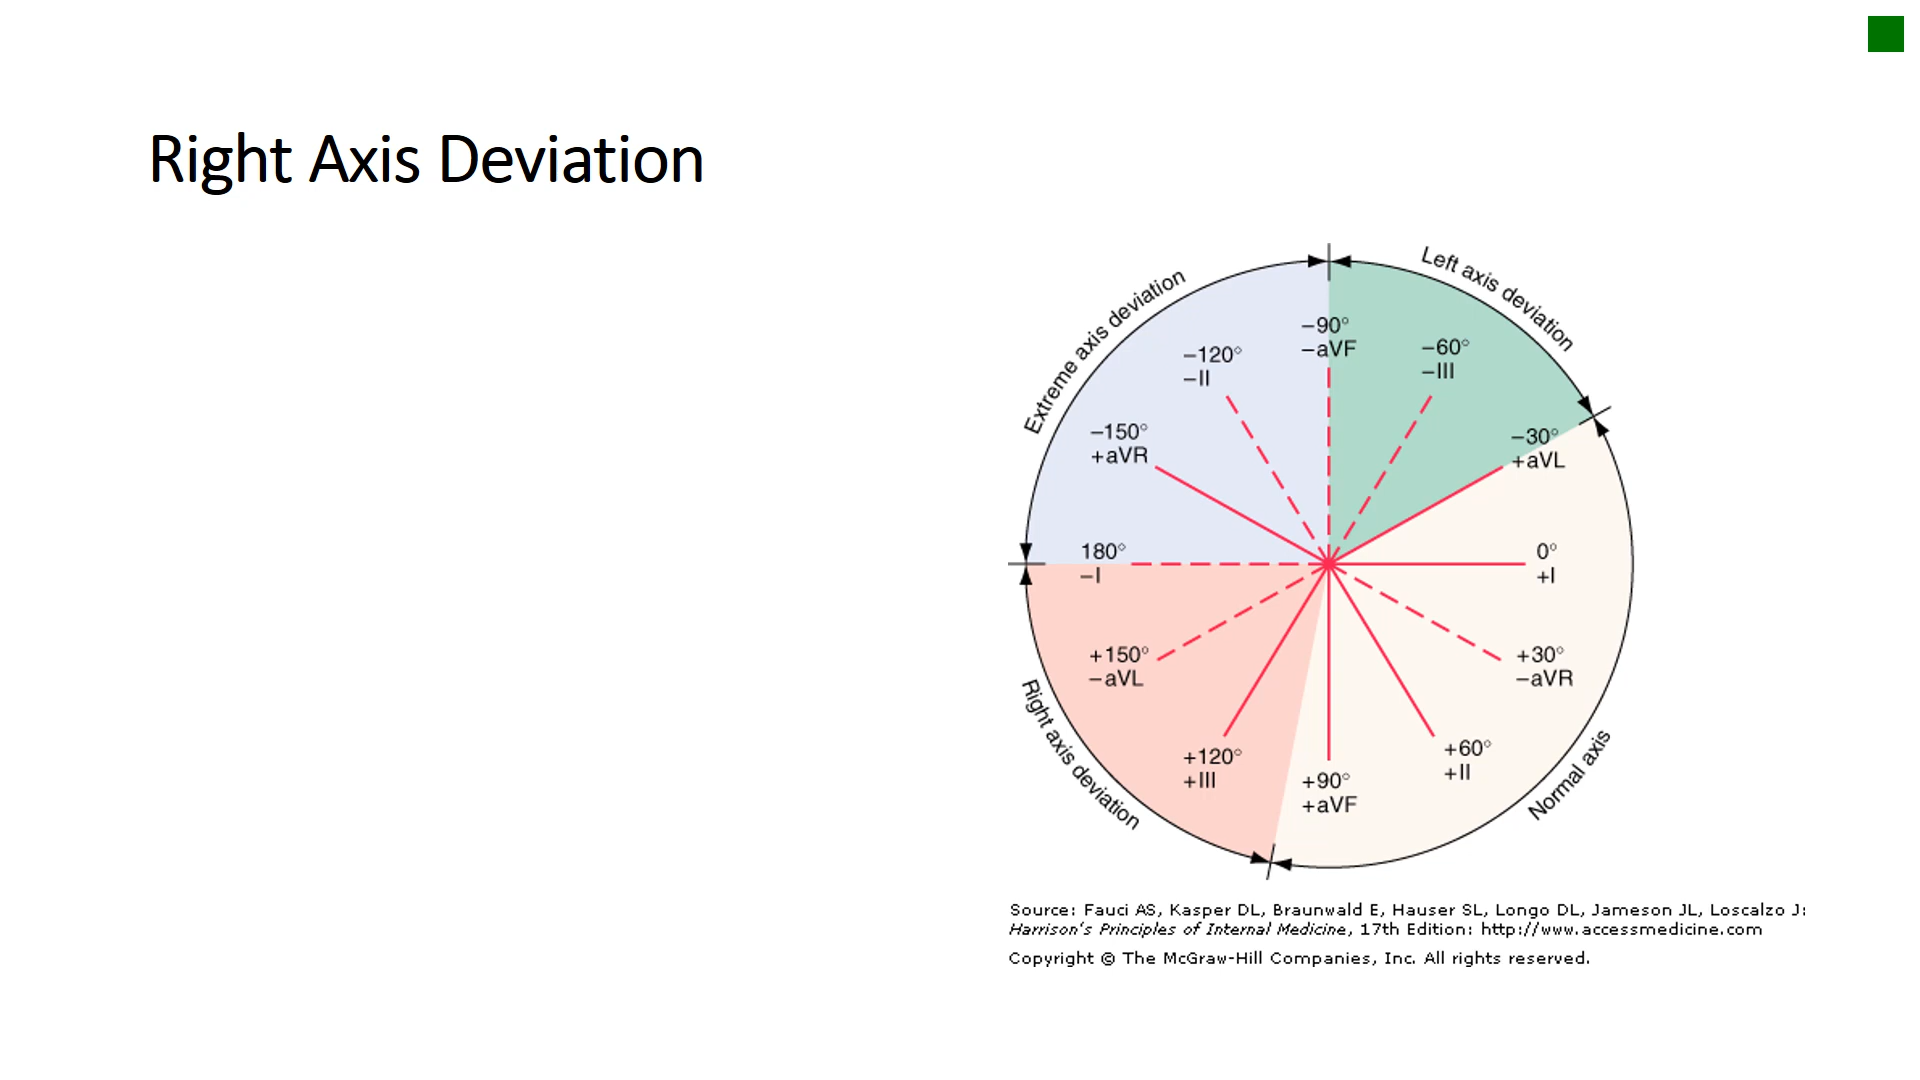 Right Axis Deviation
Extreme axis deviation
Left axis deviation
−90°
−aVF
−120°
−II
−60°
−III
−150°
+aVR
−30°
+aVL
180°
−I
0°
+I
+150°
−aVL
+30°
−aVR
+120°
+III
+90°
+aVF
+60°
+II
Right axis deviation
Normal axis
Source: Fauci AS, Kasper DL, Braunwald E, Hauser SL, Longo DL, Jameson JL, Loscalzo J:
Harrison's Principles of Internal Medicine, 17th Edition: http://www.accessmedicine.com
Copyright © The McGraw-Hill Companies, Inc. All rights reserved.